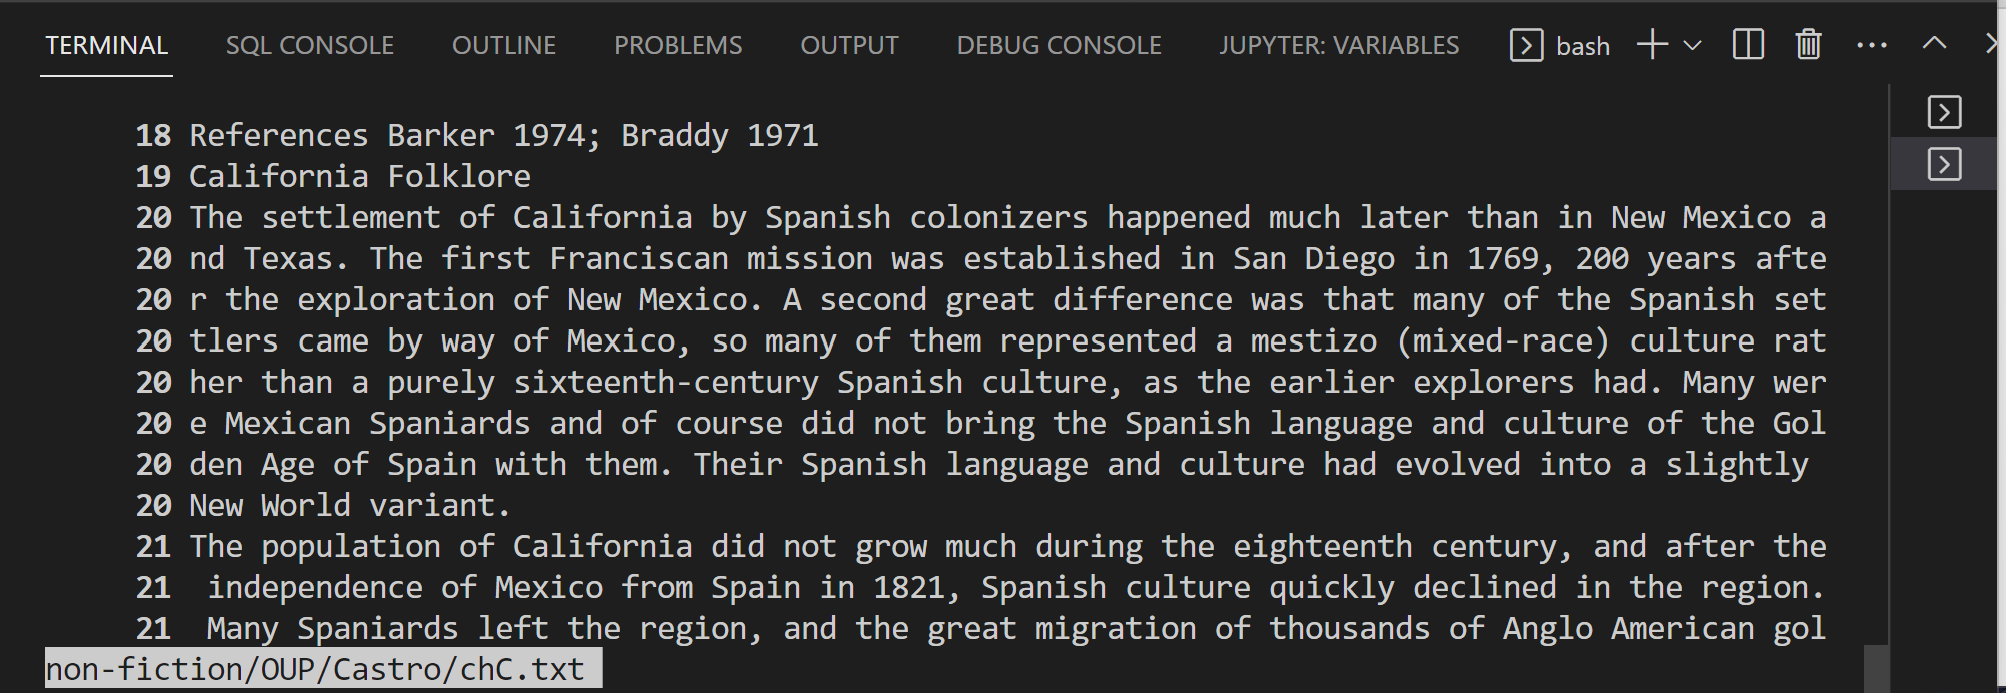 TERMINAL SQL CONSOLE OUTLINE PROBLEMS OUTPUT DEBUG CONSOLE JUPYTER: VARIABLES bash
18 References Barker 1974; Braddy 1971
19 California Folklore
20 The settlement of California by Spanish colonizers happened much later than in New Mexico a
20 nd Texas. The first Franciscan mission was established in San Diego in 1769, 200 years afte
20 r the exploration of New Mexico. A second great difference was that many of the Spanish set
20 tlers came by way of Mexico, so many of them represented a mestizo (mixed-race) culture rat
20 her than a purely sixteenth-century Spanish culture, as the earlier explorers had. Many wer
20 e Mexican Spaniards and of course did not bring the Spanish language and culture of the Gol
20 den Age of Spain with them. Their Spanish language and culture had evolved into a slightly
20 New World variant.
21 The population of California did not grow much during the eighteenth century, and after the
21  independence of Mexico from Spain in 1821, Spanish culture quickly declined in the region.
21  Many Spaniards left the region, and the great migration of thousands of Anglo American gol
non-fiction/OUP/Castro/chC.txt